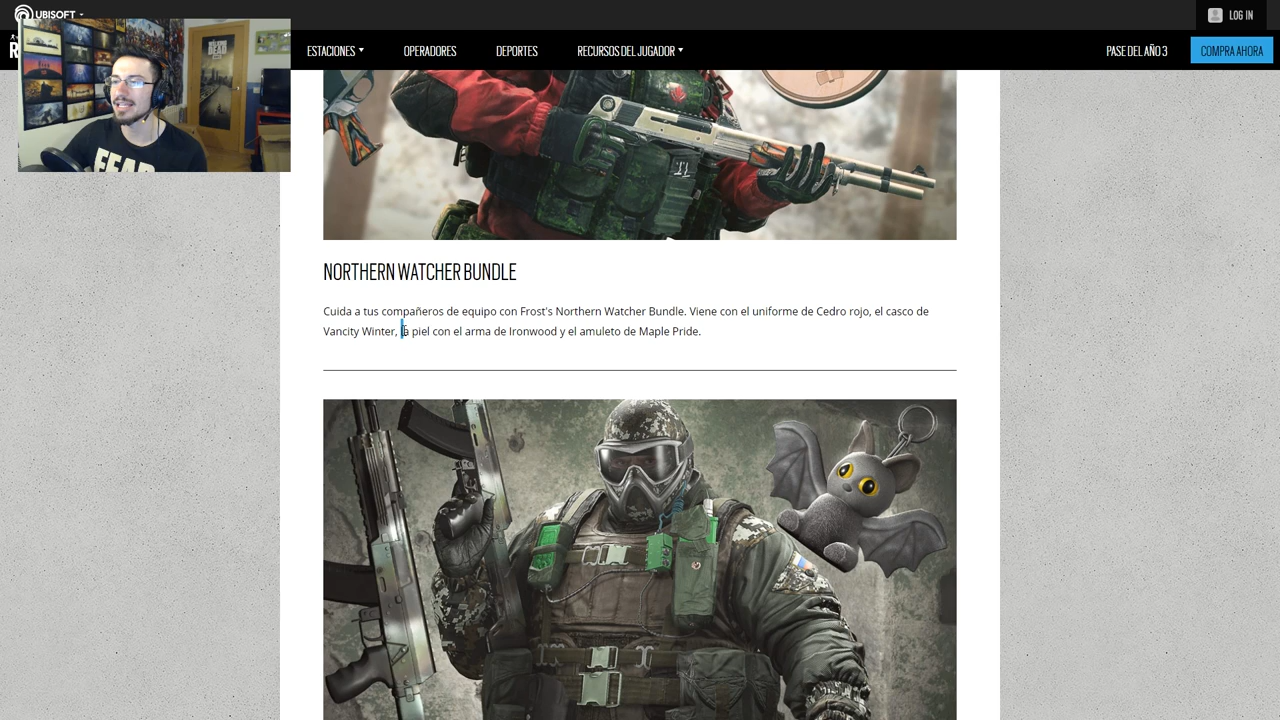 UBISOFT
LOG IN
R
ESTACIONES
OPERADORES
DEPORTES
RECURSOS DEL JUGADOR
PASE DEL AÑO 3
COMPRA AHORA
NORTHERN WATCHER BUNDLE
Cuida a tus compañeros de equipo con Frost's Northern Watcher Bundle. Viene con el uniforme de Cedro rojo, el casco de
Vancity Winter, la piel con el arma de Ironwood y el amuleto de Maple Pride.